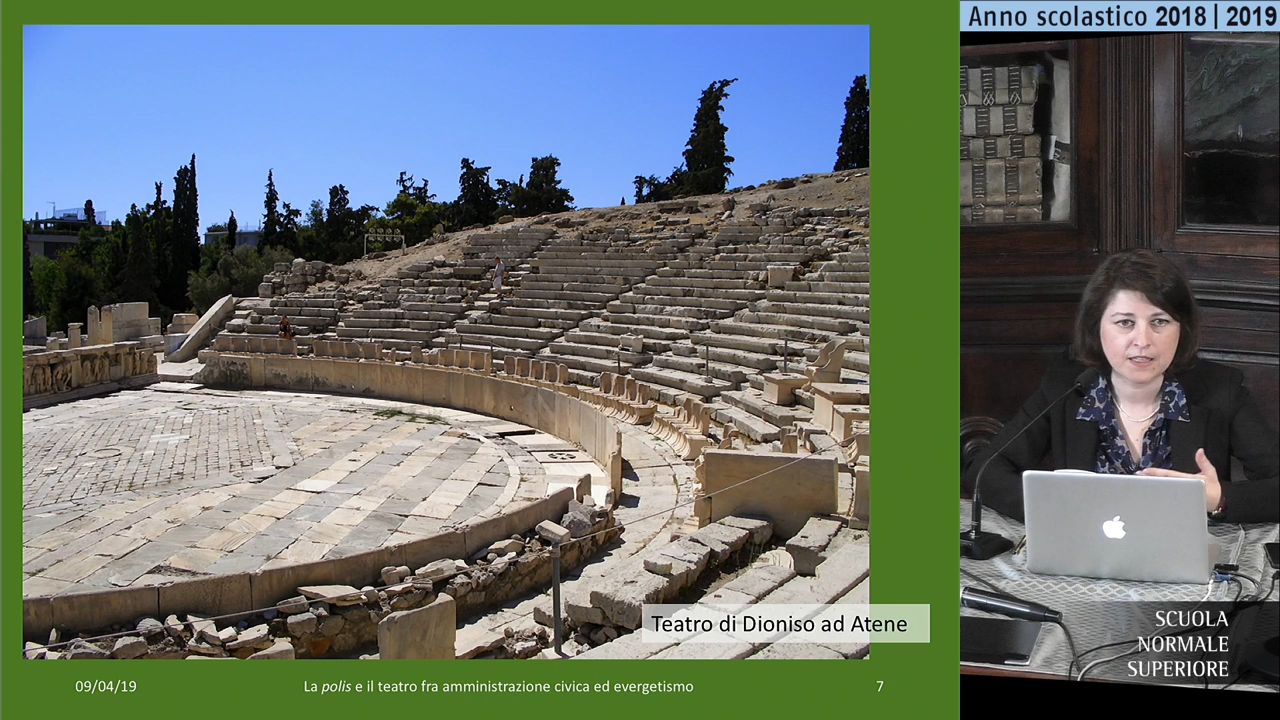 Anno scolastico 2018 | 2019
Teatro di Dioniso ad Atene
09/04/19
La polis e il teatro fra amministrazione civica ed evergetismo
7
SCUOLA
NORMALE
SUPERIORE